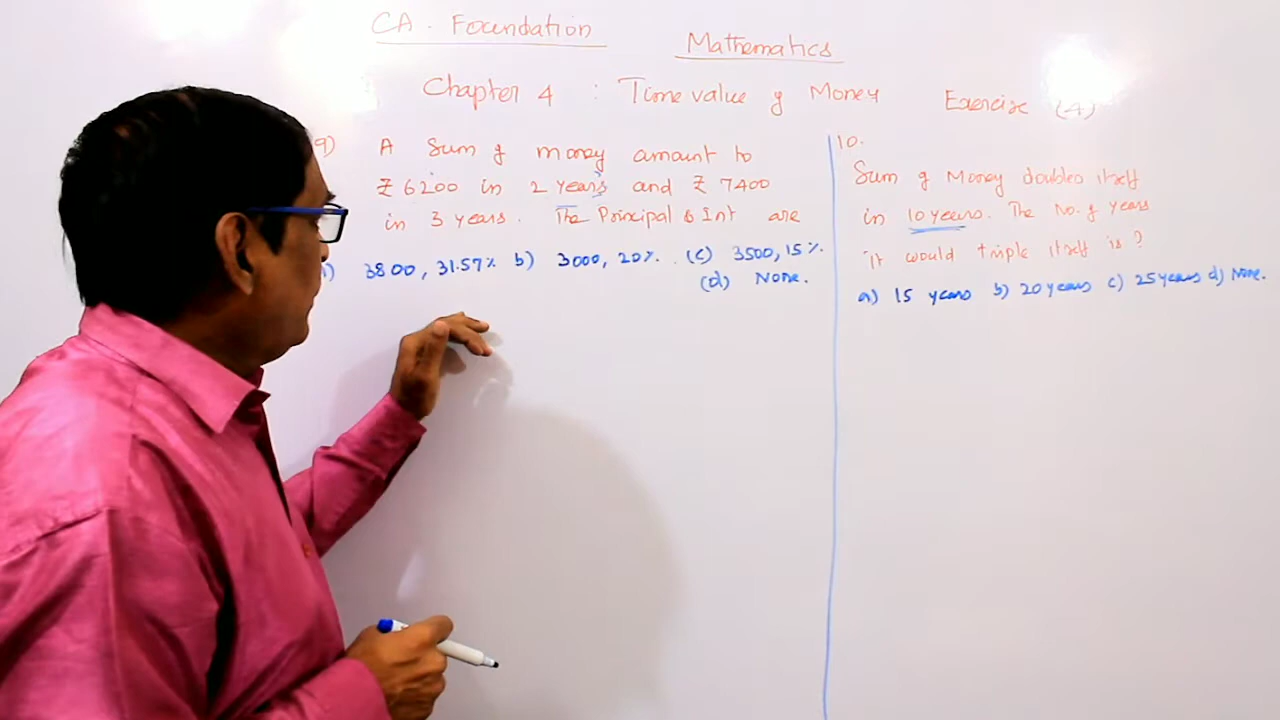 CA. Foundation
Mathematics
Chapter 4 : Time value of Money Exercise (4)
9) A Sum of money amount to
₹ 6200 in 2 years and ₹ 7400
in 3 years. The Principal & Int are
a) 3800, 31.57% b) 3000, 20%. (c) 3500, 15%.
(d) None.
10.
Sum of Money doubles itself
in 10 years. The No. of years
it would triple itself is?
a) 15 years b) 20 years c) 25 years d) None.